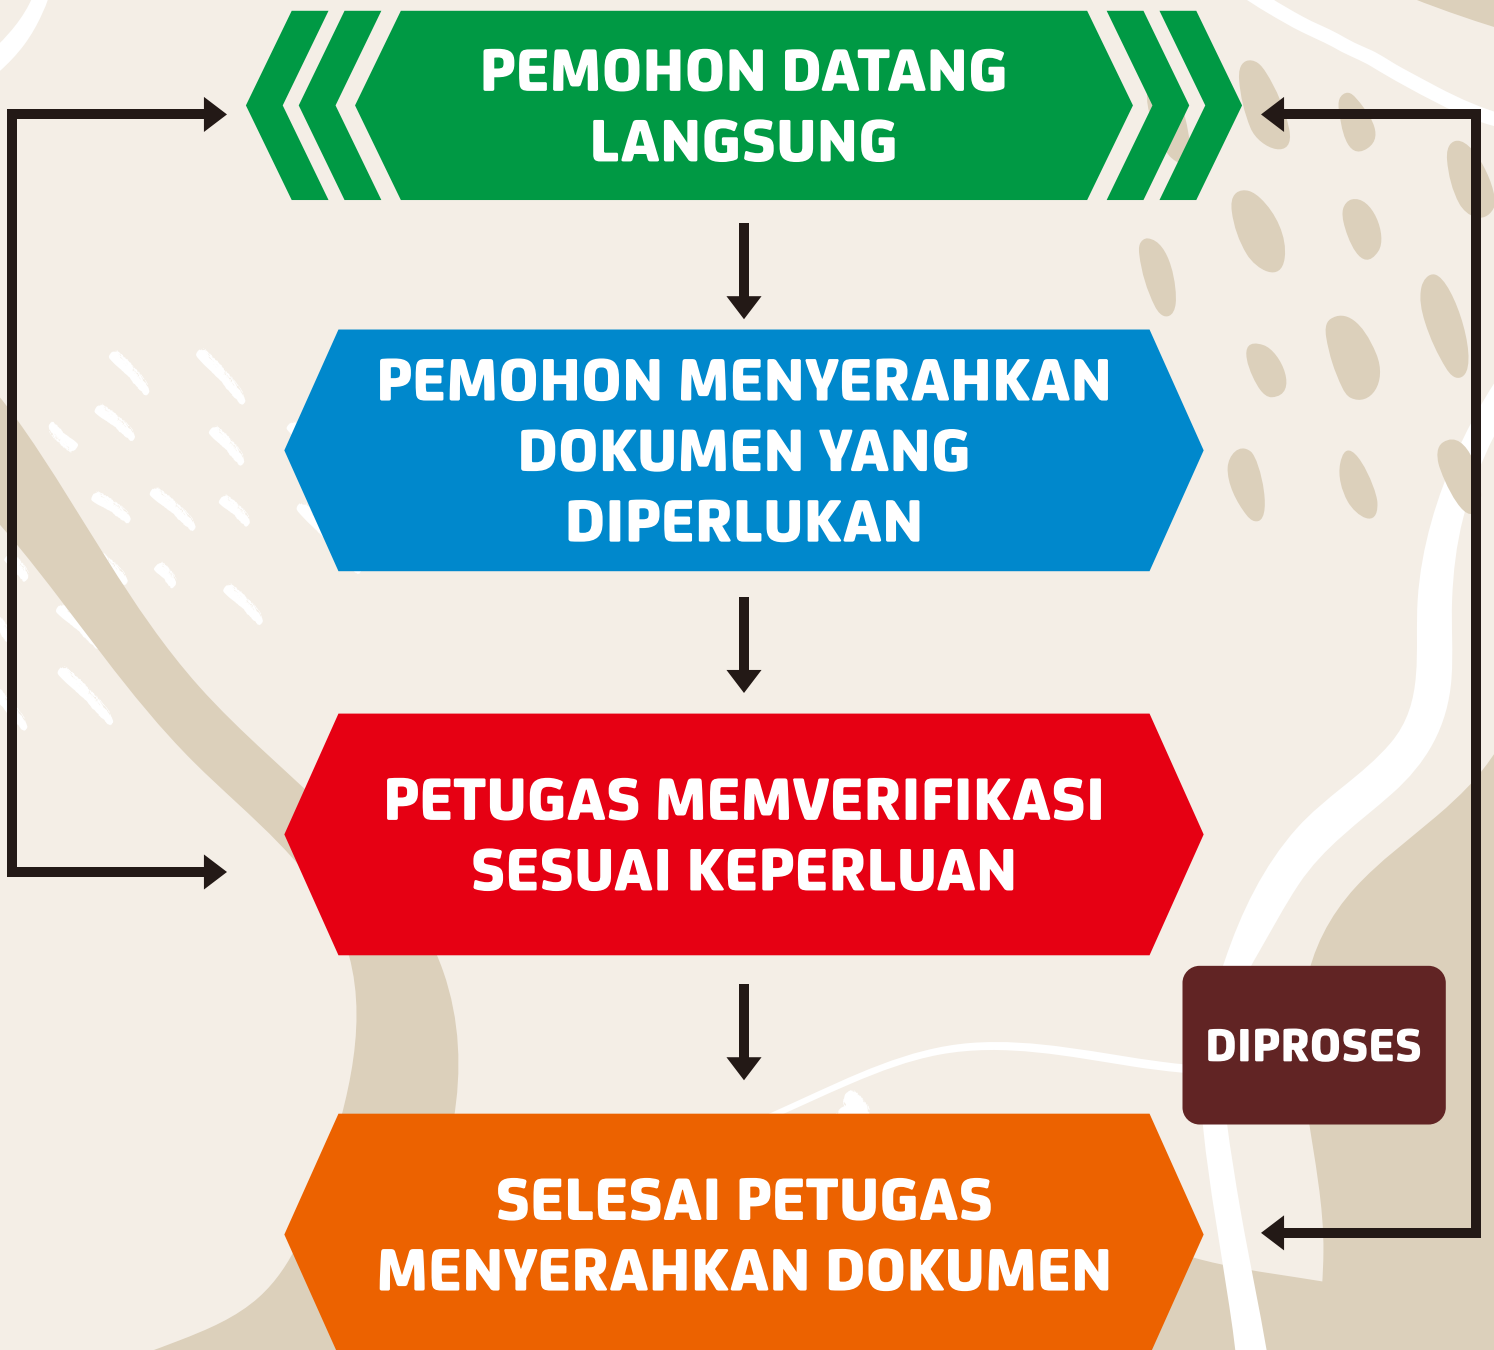 PEMOHON DATANG
LANGSUNG
PEMOHON MENYERAHKAN
DOKUMEN YANG
DIPERLUKAN
PETUGAS MEMVERIFIKASI
SESUAI KEPERLUAN
DIPROSES
SELESAI PETUGAS
MENYERAHKAN DOKUMEN